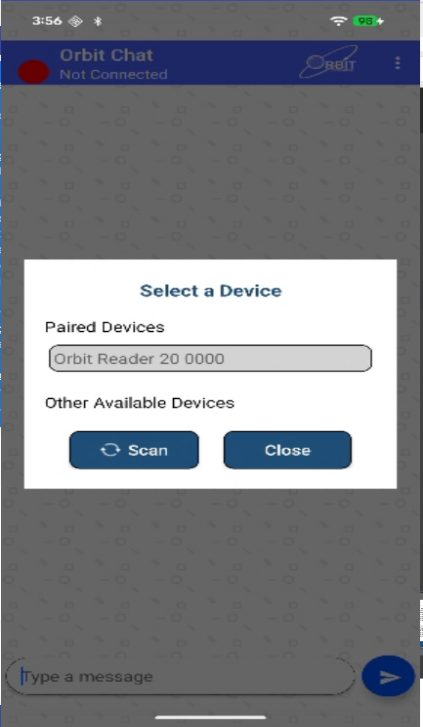 3:56
98
Orbit Chat
Not Connected
ORBIT
Select a Device
Paired Devices
Orbit Reader 20 0000
Other Available Devices
Scan
Close
Type a message